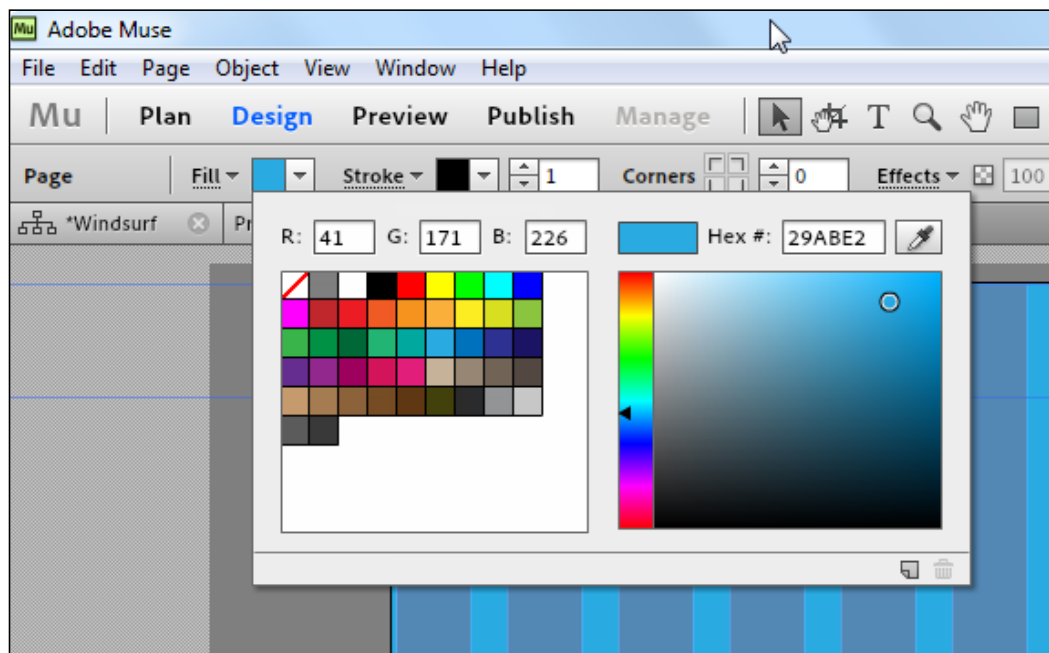 Mu Adobe Muse
File Edit Page Object View Window Help
Mu Plan Design Preview Publish Manage T
Page Fill Stroke 1 Corners 0 Effects 100
*Windsurf Pr
R: 41 G: 171 B: 226 Hex #: 29ABE2